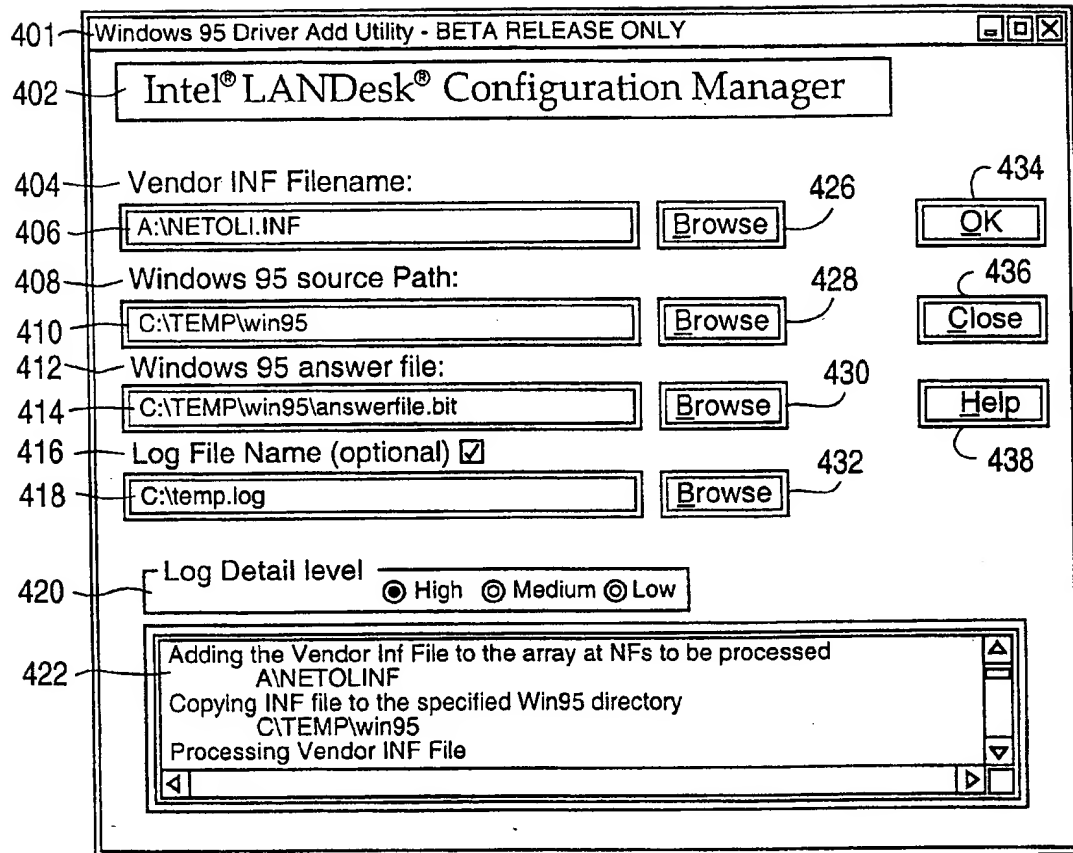 401 Windows 95 Driver Add Utility - BETA RELEASE ONLY
402 Intel® LANDesk® Configuration Manager
404 Vendor INF Filename: 426 434
406 A:\NETOLI.INF Browse OK
408 Windows 95 source Path: 428 436
410 C:\TEMP\win95 Browse Close
412 Windows 95 answer file: 430
414 C:\TEMP\win95\answerfile.bit Browse Help
416 Log File Name (optional) 432 438
418 C:\temp.log Browse
420 Log Detail level
High Medium Low
Adding the Vendor Inf File to the array at NFs to be processed
422 A\NETOLINF
Copying INF file to the specified Win95 directory
C\TEMP\win95
Processing Vendor INF File